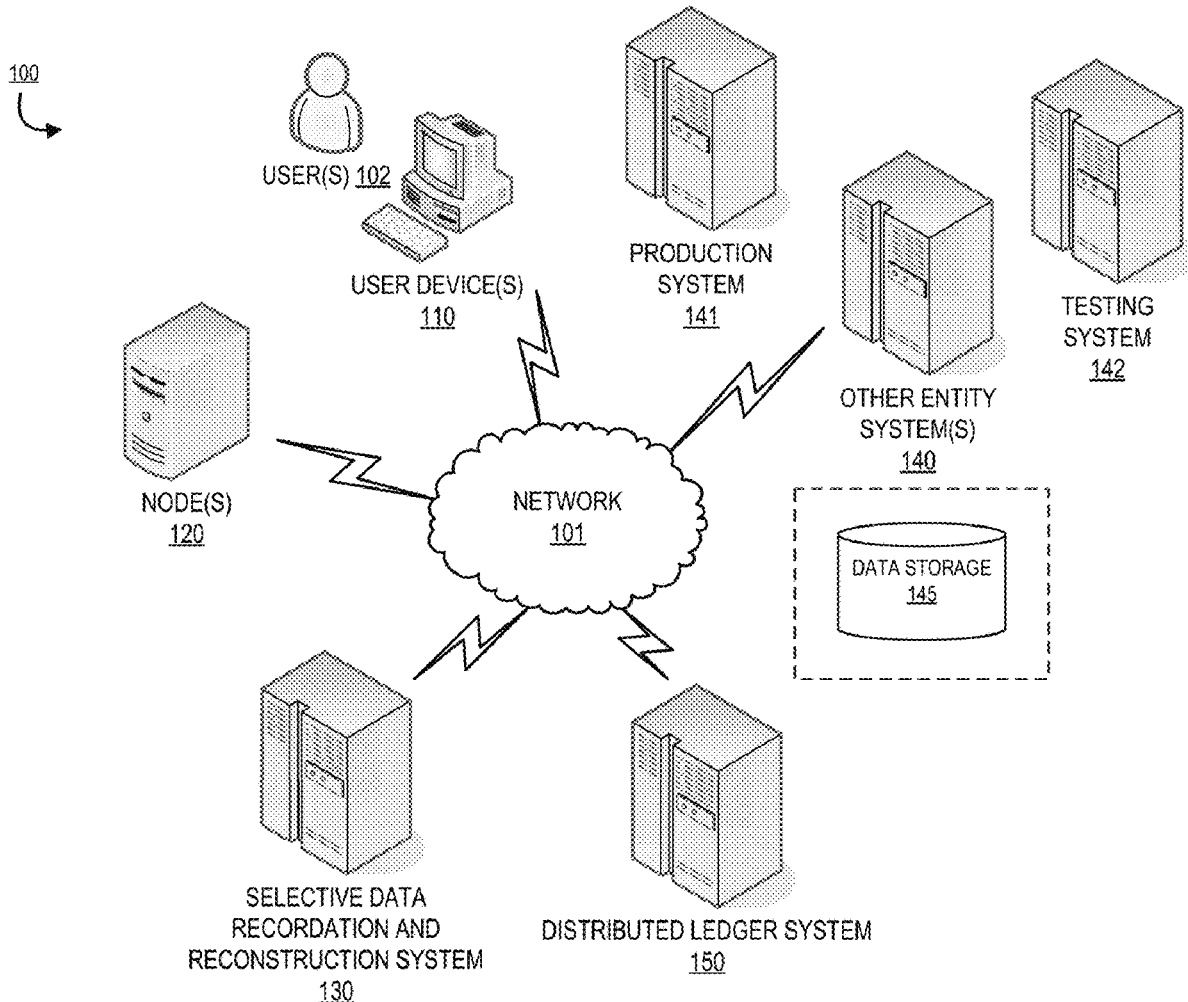 100
USER(S) 102
USER DEVICE(S)
110
PRODUCTION
SYSTEM
141
TESTING
SYSTEM
142
OTHER ENTITY
SYSTEM(S)
140
NODE(S)
120
NETWORK
101
DATA STORAGE
145
SELECTIVE DATA
RECORDATION AND
RECONSTRUCTION SYSTEM
130
DISTRIBUTED LEDGER SYSTEM
150